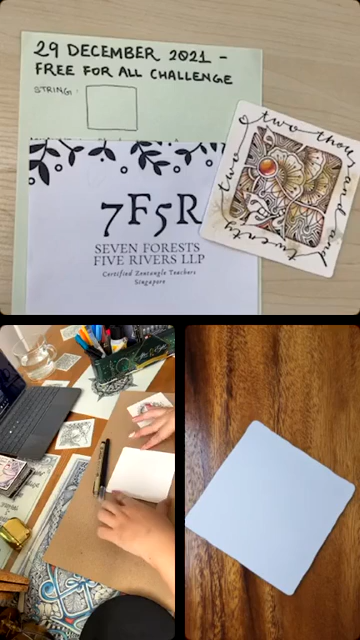 29 DECEMBER 2021 -
FREE FOR ALL CHALLENGE
STRING:
7F5R
SEVEN FORESTS
FIVE RIVERS LLP
Certified Zentangle Teachers
Singapore
two thousand and
twenty
two